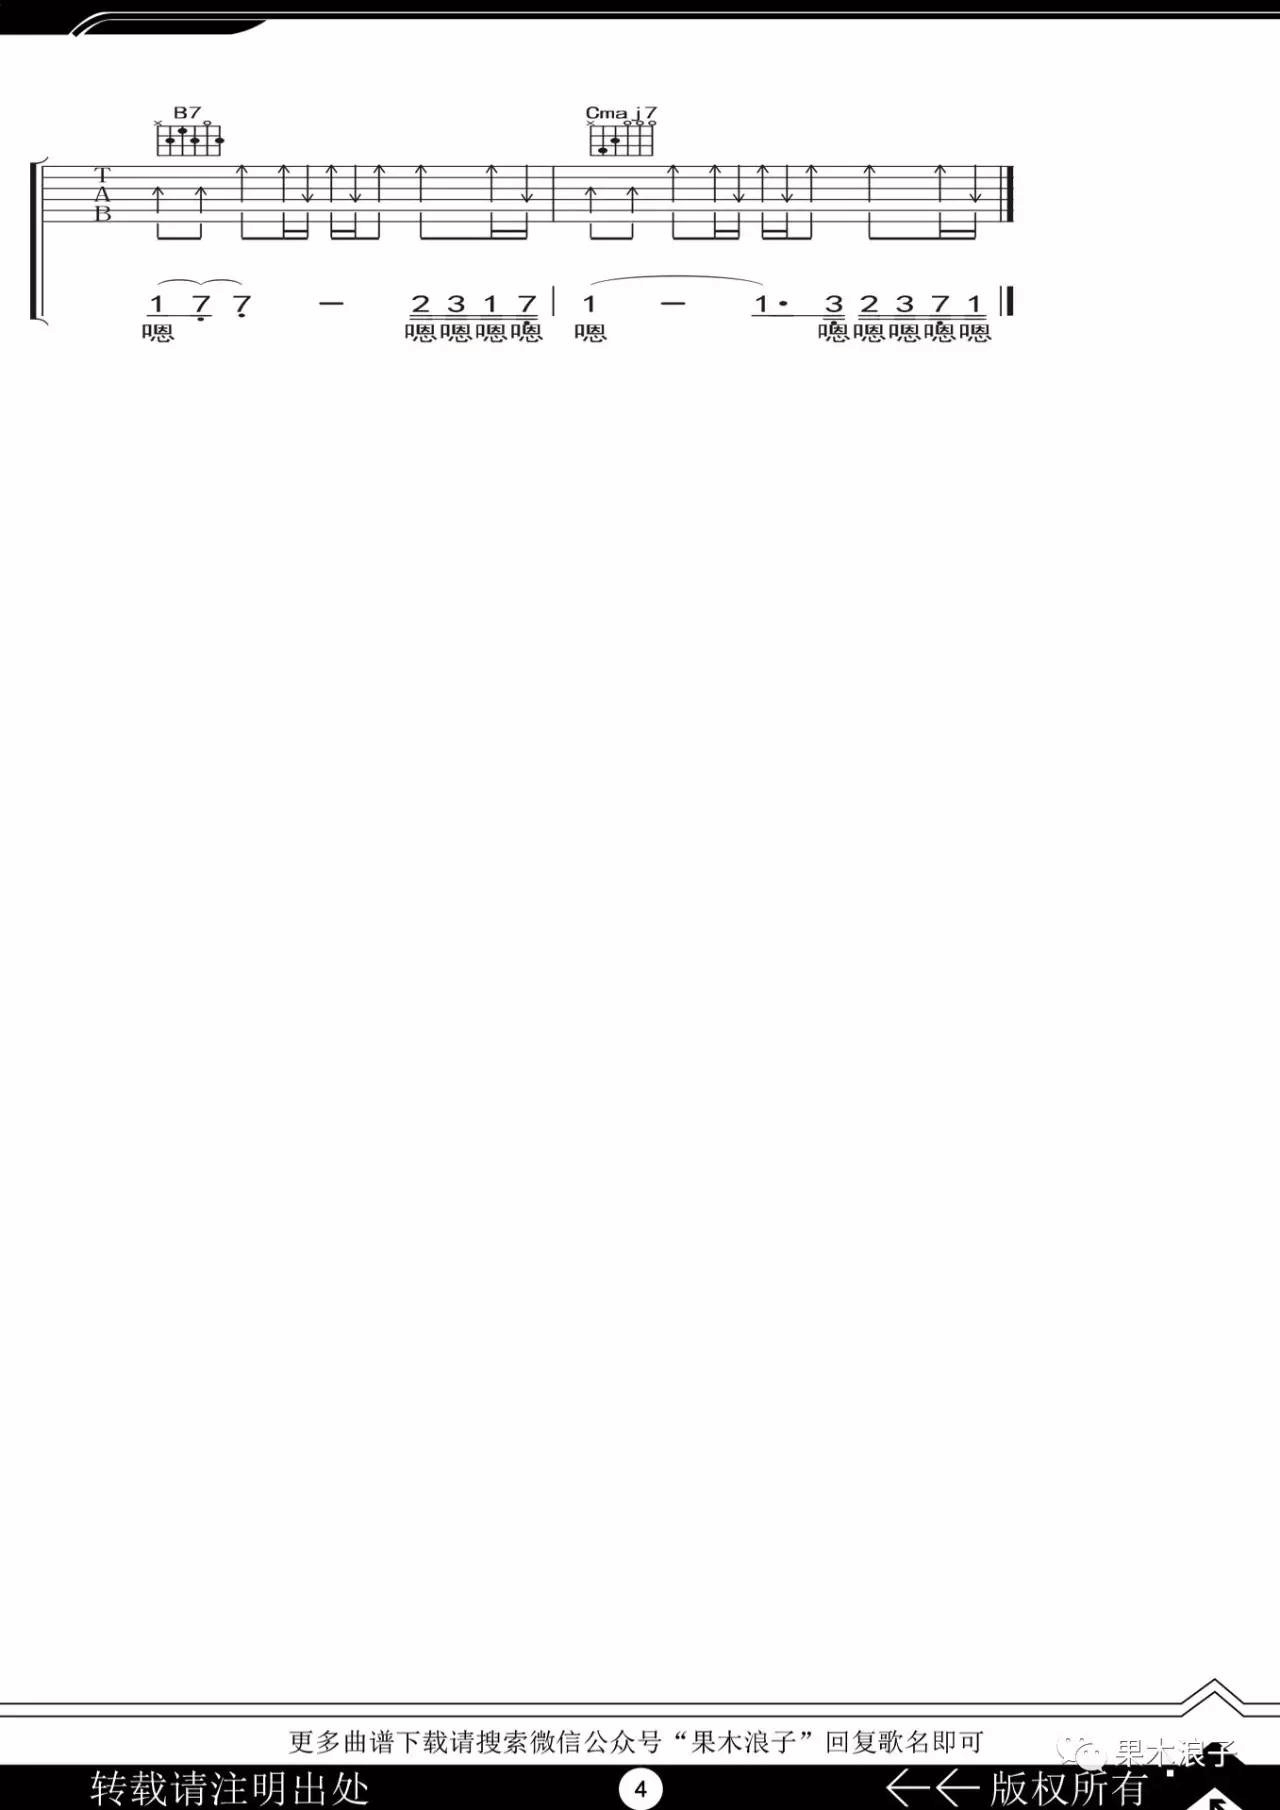 B7 Cmaj7
T
A
B
1 7 7 — 2 3 1 7 1 — 1· 3 2 3 7 1
嗯 嗯嗯嗯嗯 嗯 嗯嗯嗯嗯嗯
更多曲谱下载请搜索微信公众号“果木浪子”回复歌名即可
果木浪子
转载请注明出处 4 版权所有